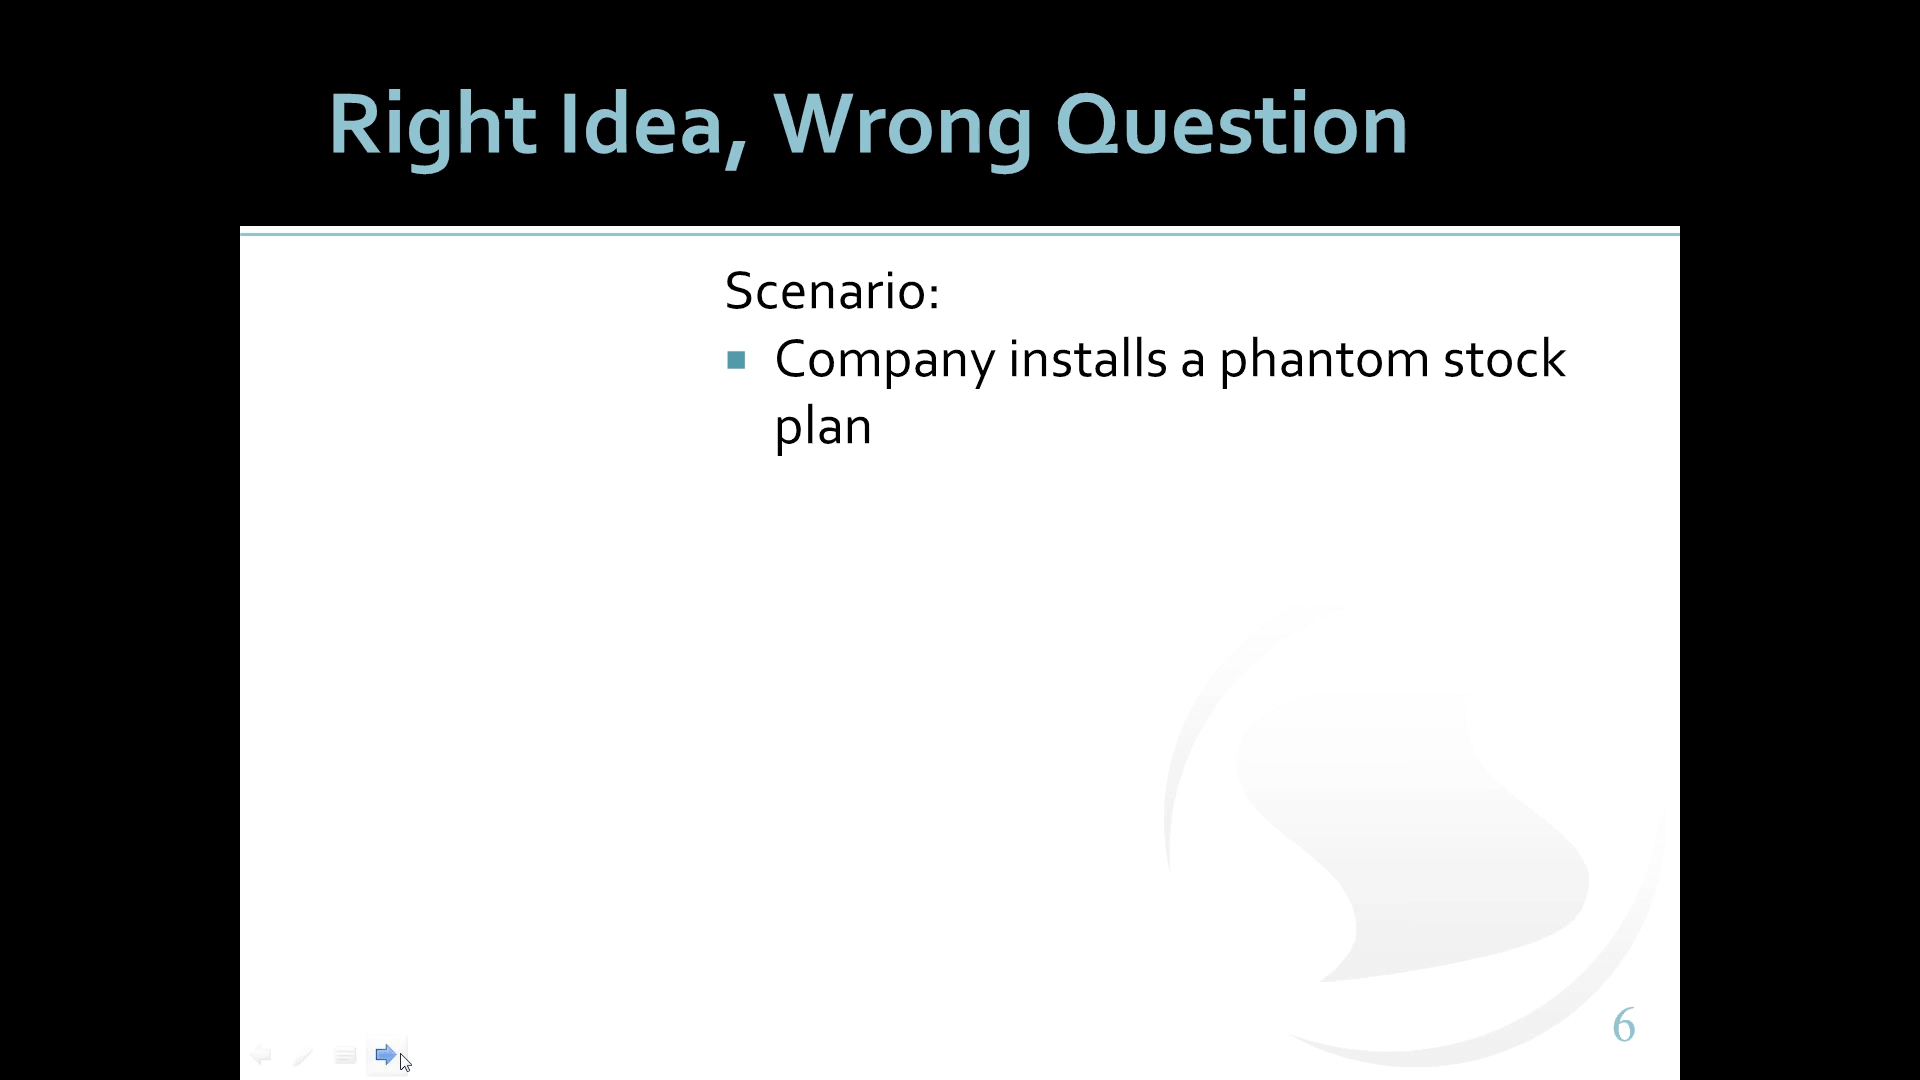 Right Idea, Wrong Question
Scenario:
■ Company installs a phantom stock
plan
6